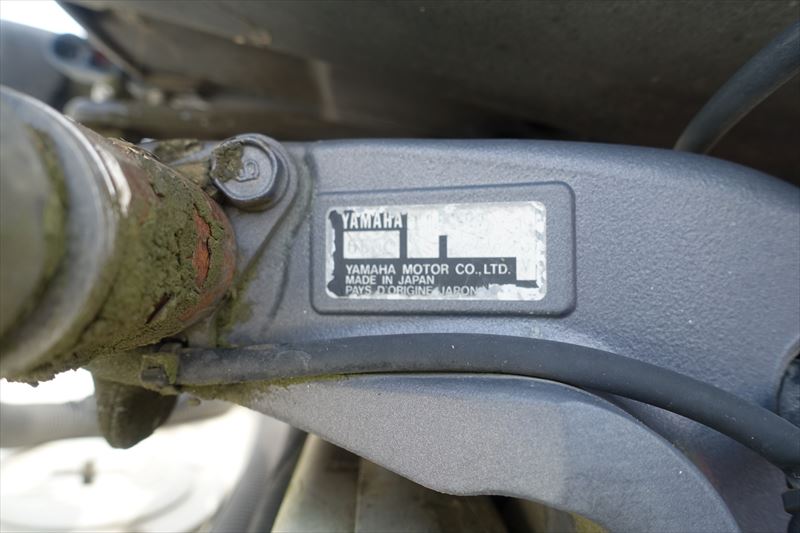 YAMAHA
YAMAHA MOTOR CO., LTD.
MADE IN JAPAN
PAYS D'ORIGINE JAPON